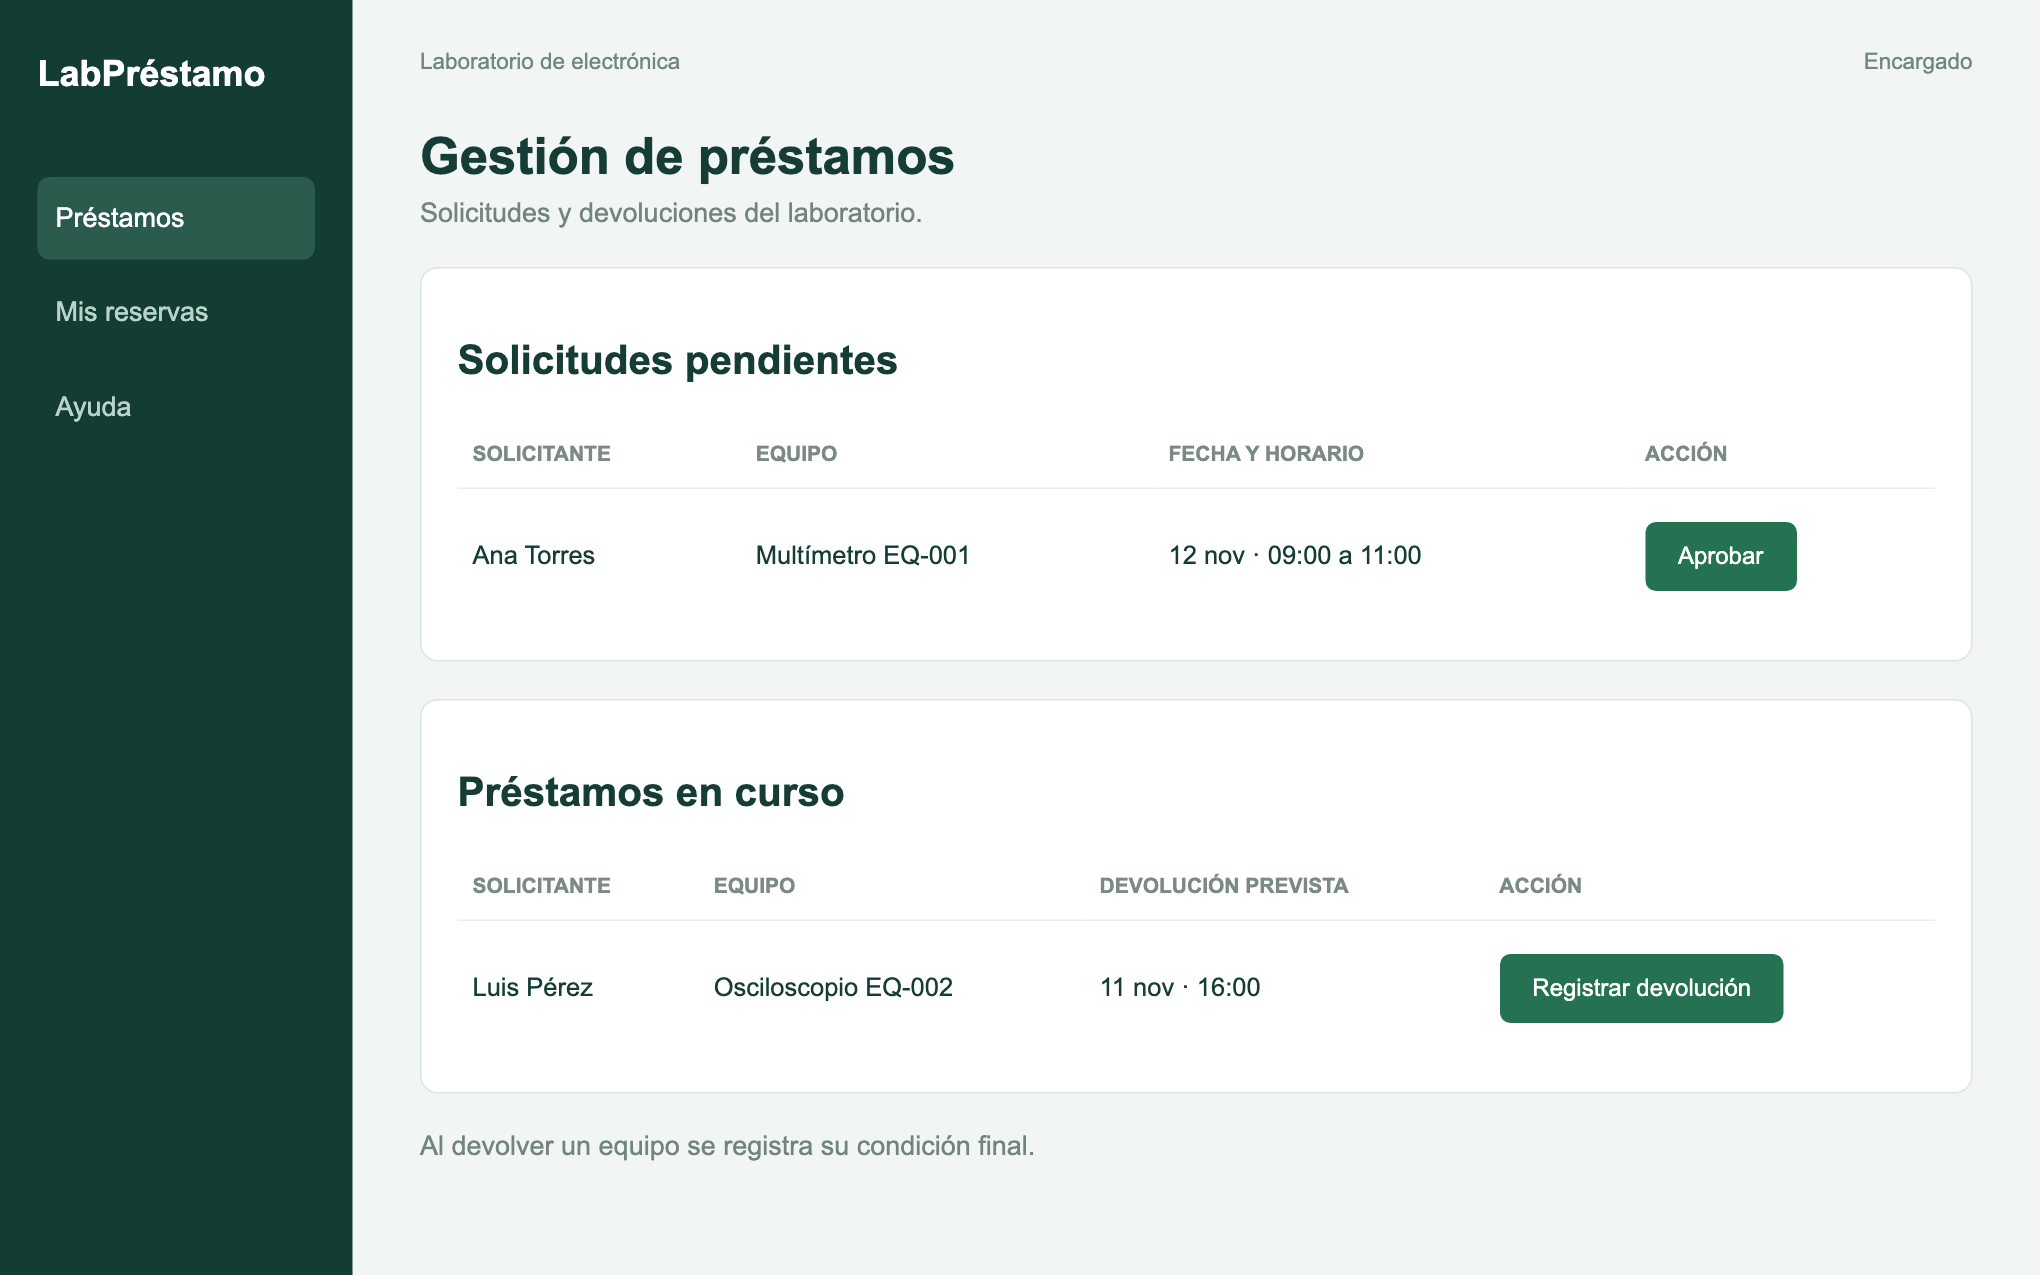 LabPréstamo
Préstamos
Mis reservas
Ayuda
Laboratorio de electrónica
Encargado
Gestión de préstamos
Solicitudes y devoluciones del laboratorio.
Solicitudes pendientes
SOLICITANTE EQUIPO FECHA Y HORARIO ACCIÓN
Ana Torres Multímetro EQ-001 12 nov · 09:00 a 11:00 Aprobar
Préstamos en curso
SOLICITANTE EQUIPO DEVOLUCIÓN PREVISTA ACCIÓN
Luis Pérez Osciloscopio EQ-002 11 nov · 16:00 Registrar devolución
Al devolver un equipo se registra su condición final.